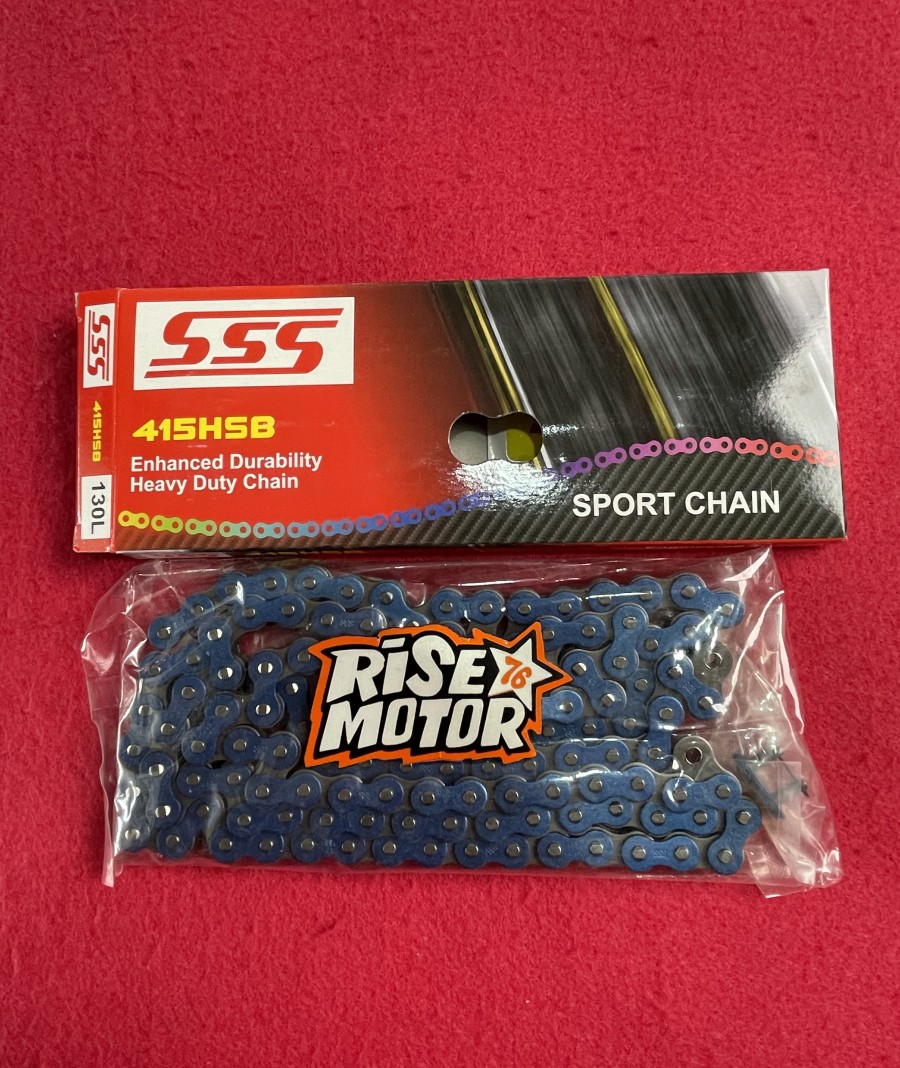 SSS
SSS
415HSB
415HSB
Enhanced Durability
Heavy Duty Chain
130L
SPORT CHAIN
RiSE 76
MOTOR